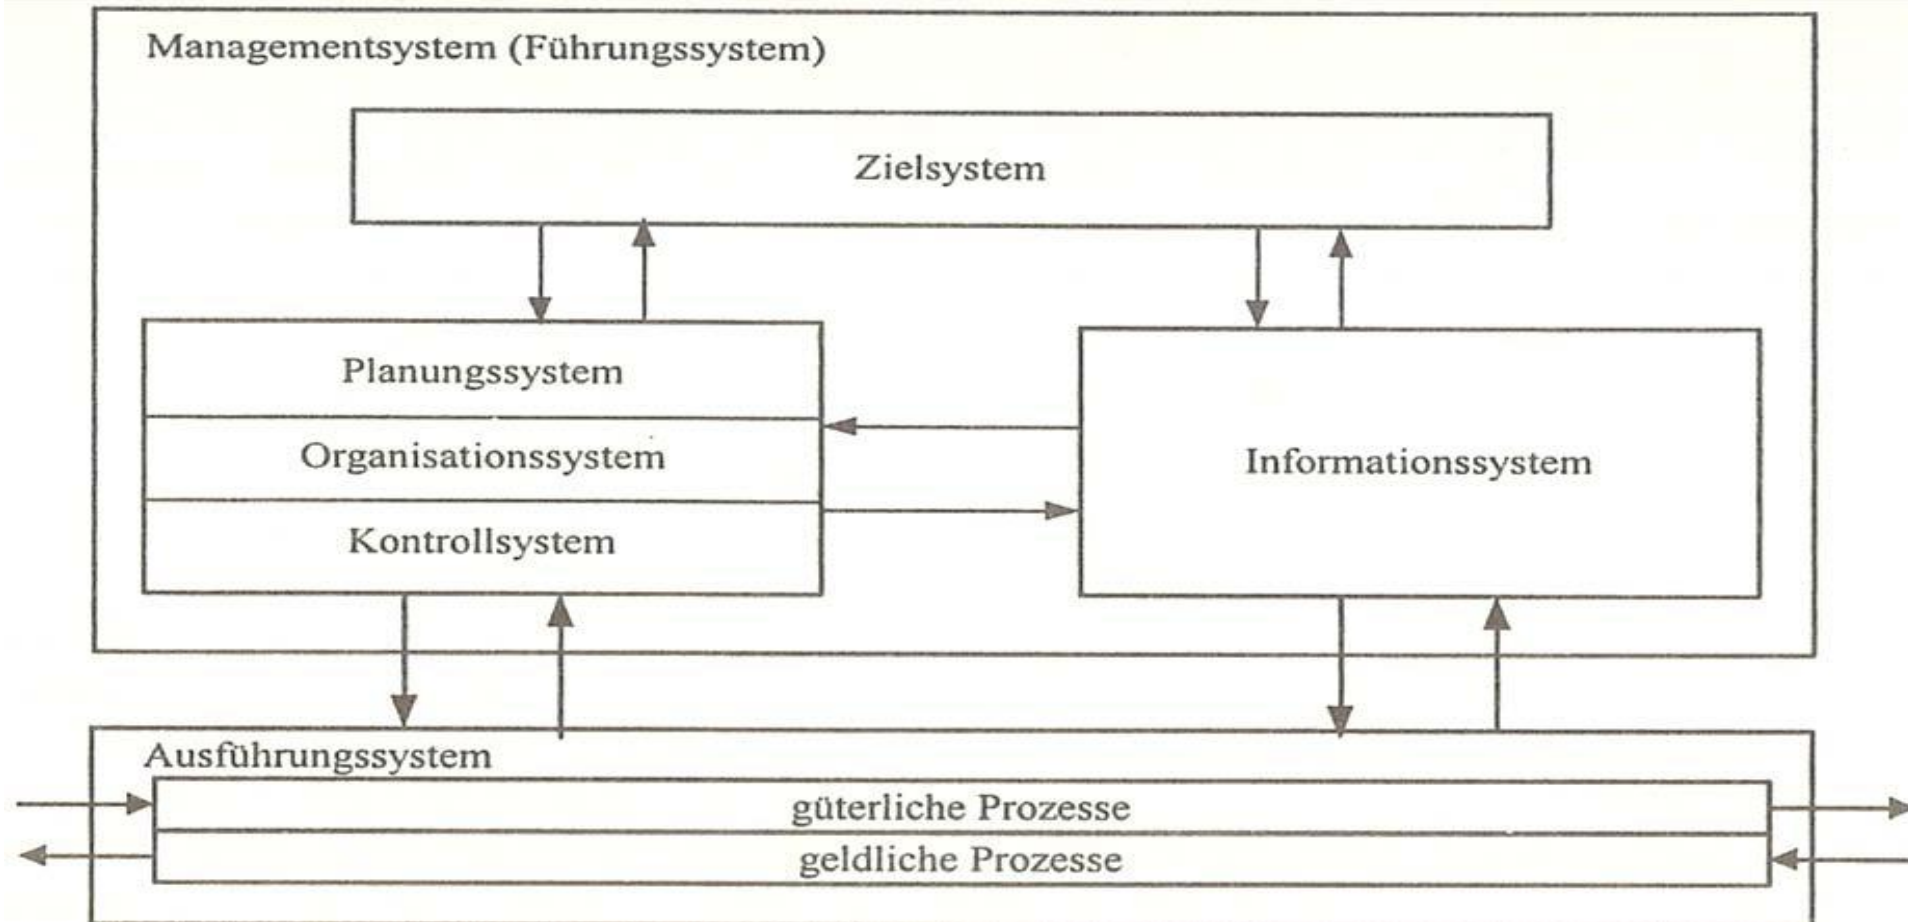 Managementsystem (Führungssystem)
Zielsystem
Planungssystem
Organisationssystem
Kontrollsystem
Informationssystem
Ausführungssystem
güterliche Prozesse
geldliche Prozesse